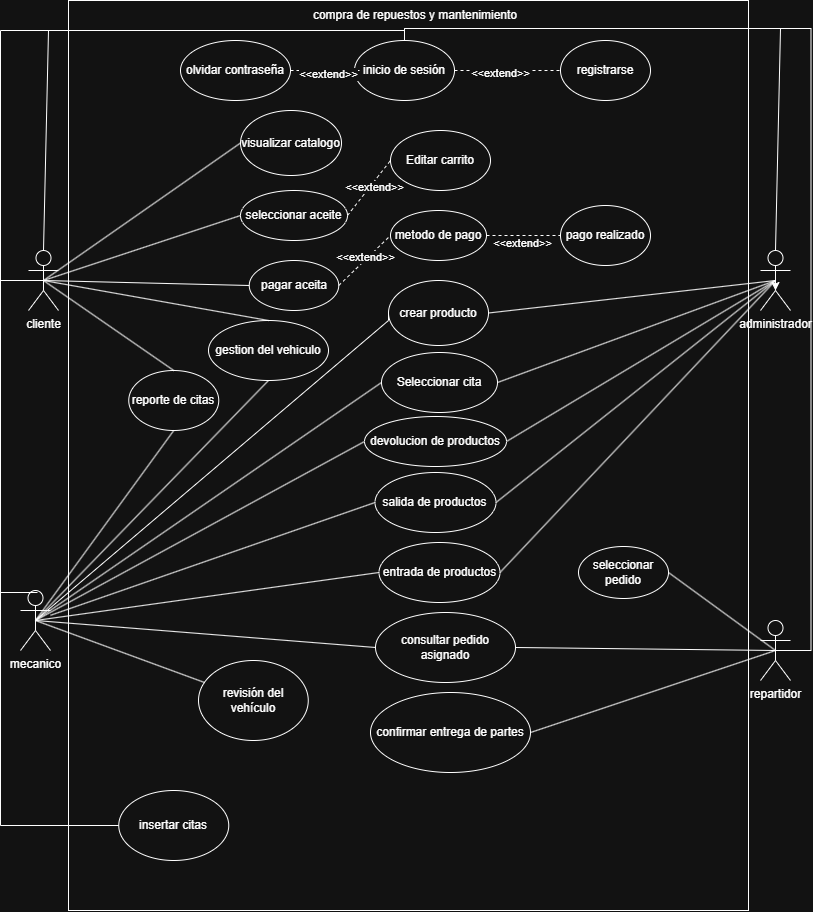 compra de repuestos y mantenimiento
olvidar contraseña
<<extend>>
inicio de sesión
<<extend>>
registrarse
visualizar catalogo
Editar carrito
<<extend>>
seleccionar aceite
metodo de pago
<<extend>>
pago realizado
<<extend>>
pagar aceita
cliente
crear producto
administrador
gestion del vehiculo
Seleccionar cita
reporte de citas
devolucion de productos
salida de productos
entrada de productos
seleccionar
pedido
consultar pedido
asignado
mecanico
repartidor
revisión del
vehículo
confirmar entrega de partes
insertar citas